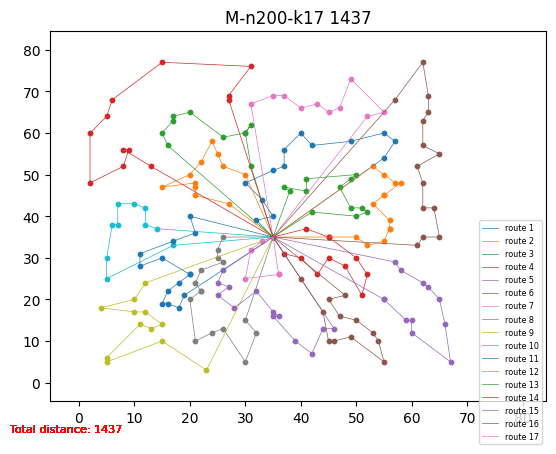 M-n200-k17 1437
80
70
60
50
40
30
20
10
0
0
10
20
30
40
50
60
70
80
route 1
route 2
route 3
route 4
route 5
route 6
route 7
route 8
route 9
route 10
route 11
route 12
route 13
route 14
route 15
route 16
route 17
Total distance: 1437